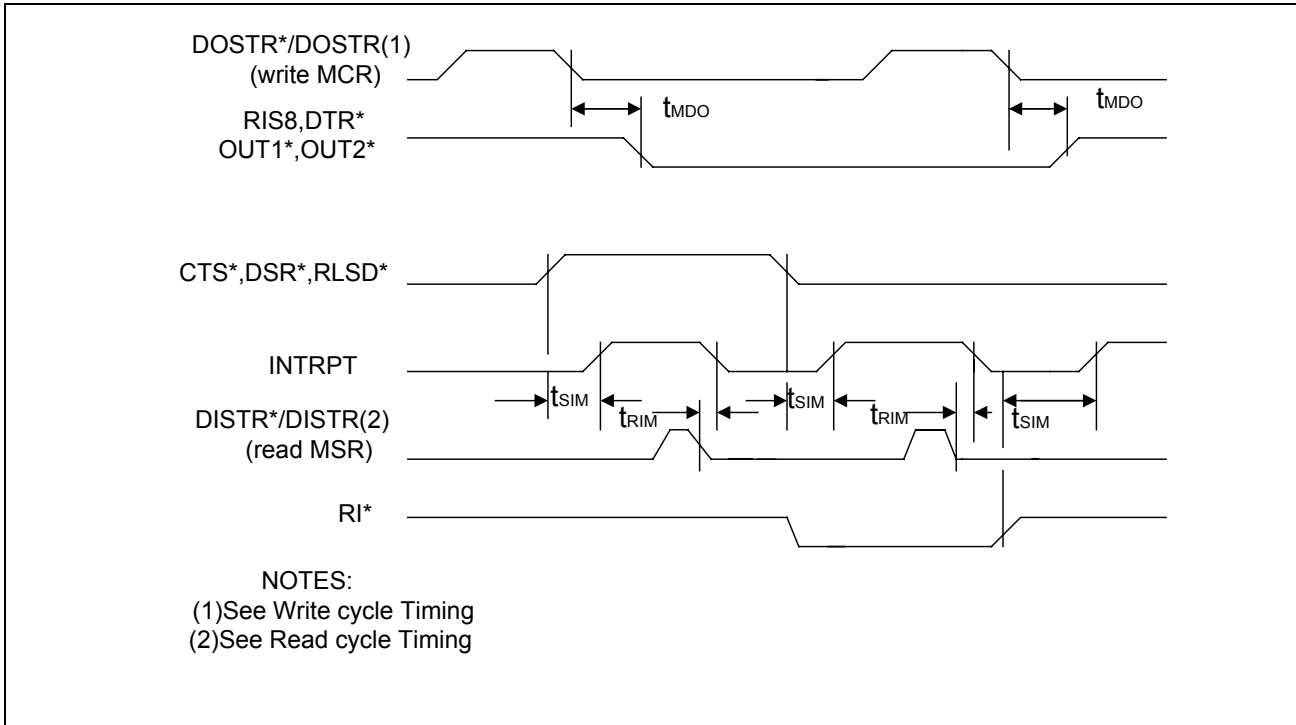 DOSTR*/DOSTR(1)
(write MCR)
tMDO
tMDO
RIS8,DTR*
OUT1*,OUT2*
CTS*,DSR*,RLSD*
INTRPT
tSIM
tRIM
tSIM
tRIM
tSIM
DISTR*/DISTR(2)
(read MSR)
RI*
NOTES:
(1)See Write cycle Timing
(2)See Read cycle Timing